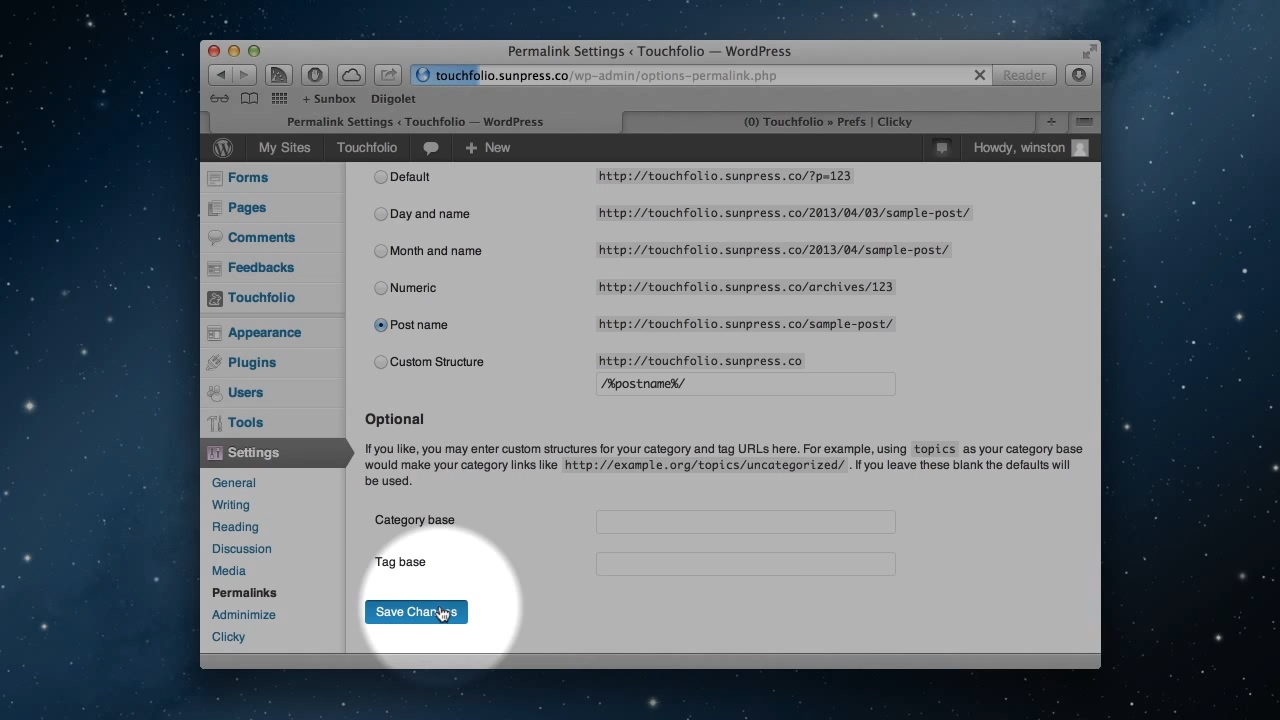 Permalink Settings ‹ Touchfolio — WordPress
touchfolio.sunpress.co/wp-admin/options-permalink.php
Reader
+ Sunbox Diigolet
Permalink Settings ‹ Touchfolio — WordPress
(0) Touchfolio » Prefs | Clicky
My Sites Touchfolio + New Howdy, winston
Forms
Pages
Comments
Feedbacks
Touchfolio
Appearance
Plugins
Users
Tools
Settings
General
Writing
Reading
Discussion
Media
Permalinks
Adminimize
Clicky
Default http://touchfolio.sunpress.co/?p=123
Day and name http://touchfolio.sunpress.co/2013/04/03/sample-post/
Month and name http://touchfolio.sunpress.co/2013/04/sample-post/
Numeric http://touchfolio.sunpress.co/archives/123
Post name http://touchfolio.sunpress.co/sample-post/
Custom Structure http://touchfolio.sunpress.co
/%postname%/
Optional
If you like, you may enter custom structures for your category and tag URLs here. For example, using topics as your category base
would make your category links like http://example.org/topics/uncategorized/ . If you leave these blank the defaults will
be used.
Category base
Tag base
Save Changes